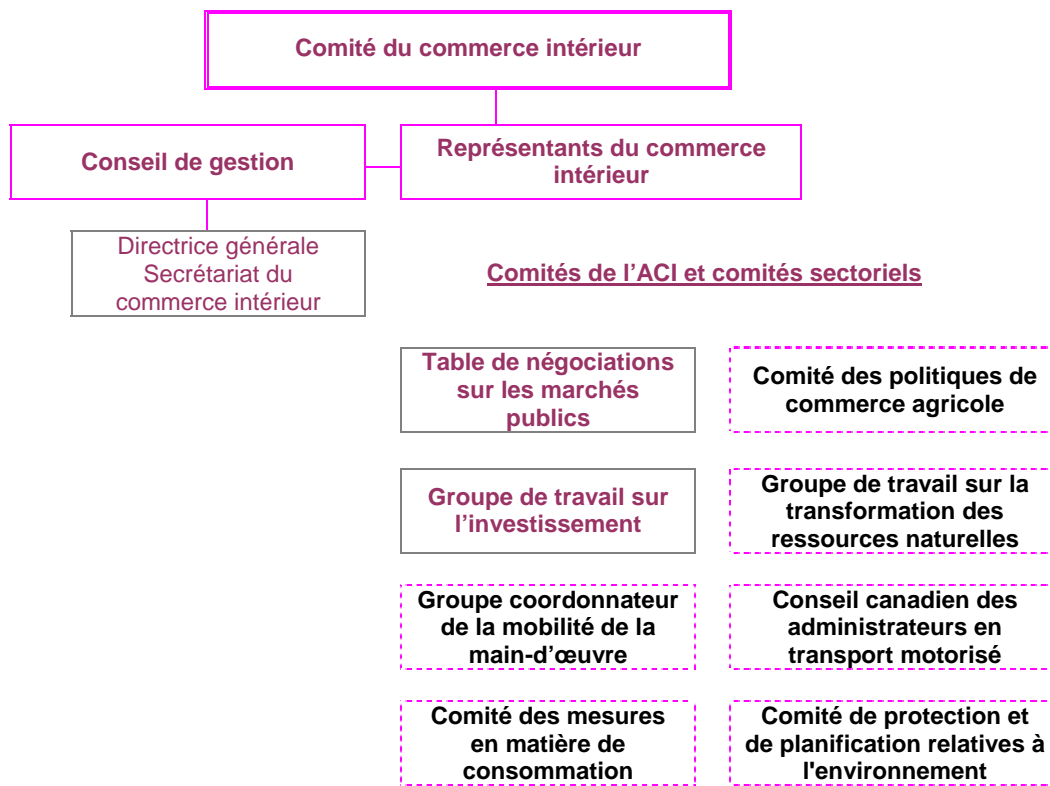 Comité du commerce intérieur
Conseil de gestion
Représentants du commerce
intérieur
Directrice générale
Secrétariat du
commerce intérieur
Comités de l’ACI et comités sectoriels
Table de négociations
sur les marchés
publics
Comité des politiques de
commerce agricole
Groupe de travail sur
l’investissement
Groupe de travail sur la
transformation des
ressources naturelles
Groupe coordonnateur
de la mobilité de la
main-d’œuvre
Conseil canadien des
administrateurs en
transport motorisé
Comité des mesures
en matière de
consommation
Comité de protection et
de planification relatives à
l'environnement